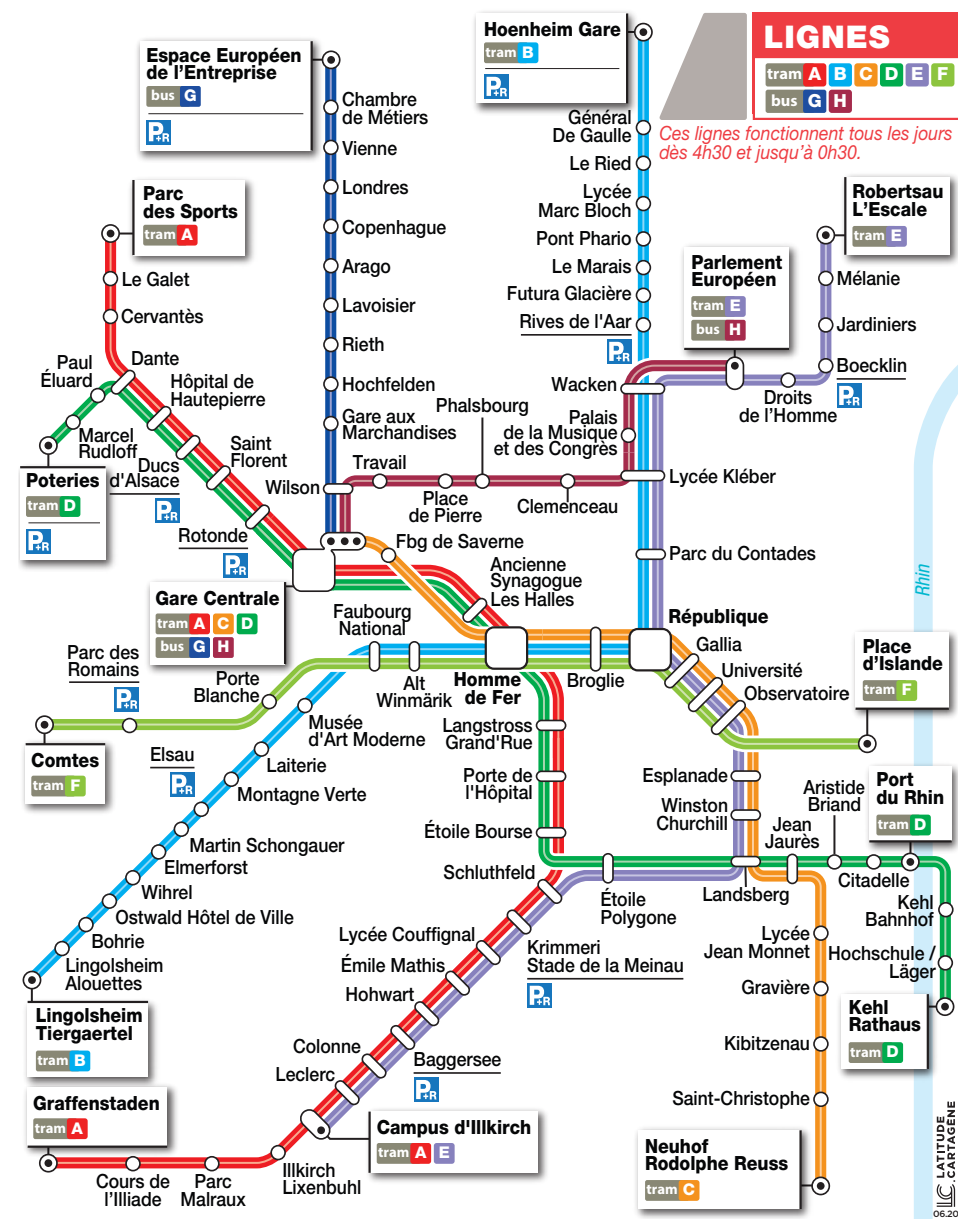 Espace Européen
de l'Entreprise
bus G
P+R
Hoenheim Gare
tram B
P+R
LIGNES
tram A B C D E F
bus G H
Ces lignes fonctionnent tous les jours
dès 4h30 et jusqu'à 0h30.
Chambre
de Métiers
Vienne
Londres
Copenhague
Arago
Lavoisier
Rieth
Hochfelden
Gare aux
Marchandises
Wilson
Général
De Gaulle
Le Ried
Lycée
Marc Bloch
Pont Phario
Le Marais
Futura Glacière
Rives de l'Aar
P+R
Wacken
Robertsau
L'Escale
tram E
Mélanie
Jardiniers
Boecklin
P+R
Droits
de l'Homme
Parlement
Européen
tram E
bus H
Parc
des Sports
tram A
Le Galet
Cervantès
Dante
Paul
Éluard
Marcel
Rudloff
Poteries
tram D
P+R
Hôpital de
Hautepierre
Ducs
d'Alsace
P+R
Saint
Florent
Rotonde
P+R
Travail
Place
de Pierre
Phalsbourg
Clemenceau
Palais
de la Musique
et des Congrès
Lycée Kléber
Parc du Contades
Rhin
Gare Centrale
tram A C D
bus G H
Fbg de Saverne
Ancienne
Synagogue
Les Halles
Faubourg
National
Alt
Winmärik
Homme
de Fer
Broglie
République
Gallia
Université
Observatoire
Place
d'Islande
tram F
Parc des
Romains
P+R
Porte
Blanche
Comtes
tram F
Musée
d'Art Moderne
Laiterie
Montagne Verte
Elsau
P+R
Martin Schongauer
Elmerforst
Wihrel
Ostwald Hôtel de Ville
Bohrie
Lingolsheim
Alouettes
Lingolsheim
Tiergaertel
tram B
Langstross
Grand'Rue
Porte de
l'Hôpital
Étoile Bourse
Schluthfeld
Étoile
Polygone
Esplanade
Winston
Churchill
Landsberg
Jean
Jaurès
Aristide
Briand
Citadelle
Port
du Rhin
tram D
Kehl
Bahnhof
Hochschule /
Läger
Kehl
Rathaus
tram D
Lycée
Jean Monnet
Gravière
Kibitzenau
Saint-Christophe
Neuhof
Rodolphe Reuss
tram C
Krimmeri
Stade de la Meinau
P+R
Lycée Couffignal
Émile Mathis
Hohwart
Baggersee
P+R
Colonne
Leclerc
Campus d'Illkirch
tram A E
Illkirch
Lixenbuhl
Parc
Malraux
Cours de
l'Illiade
Graffenstaden
tram A
LATITUDE
CARTAGÈNE
06.20